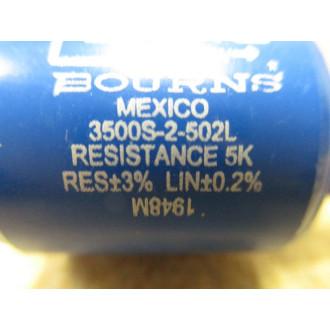 BOURNS
MEXICO
3500S-2-502L
RESISTANCE 5K
RES±3% LIN±0.2%
1948M